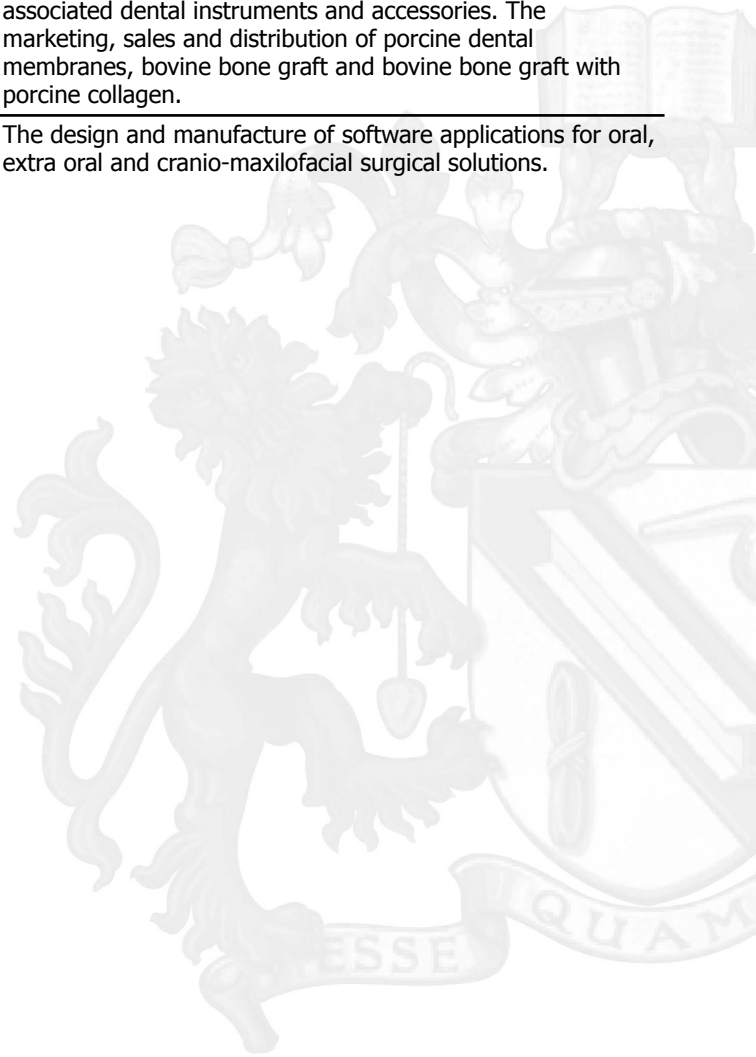 associated dental instruments and accessories. The
marketing, sales and distribution of porcine dental
membranes, bovine bone graft and bovine bone graft with
porcine collagen.
The design and manufacture of software applications for oral,
extra oral and cranio-maxilofacial surgical solutions.
ESSE
QUAM